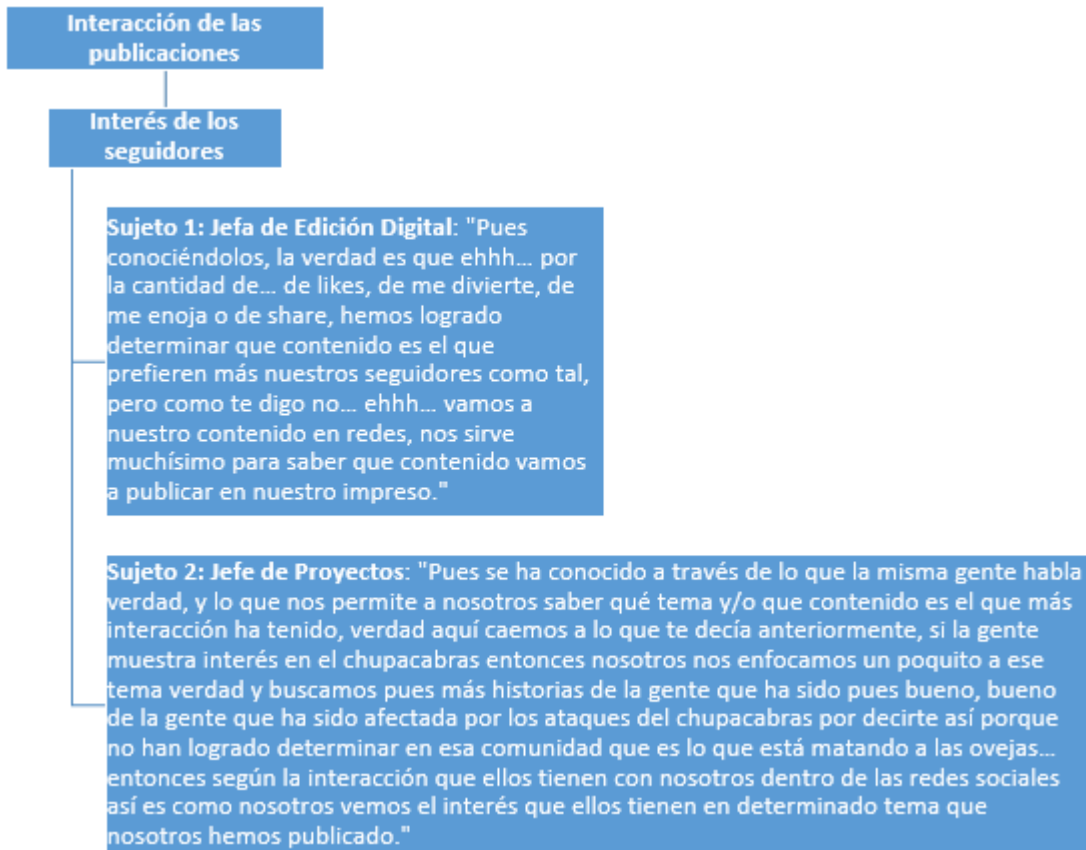 Interacción de las
publicaciones
Interés de los
seguidores
Sujeto 1: Jefa de Edición Digital: "Pues
conociéndolos, la verdad es que ehhh... por
la cantidad de... de likes, de me divierte, de
me enoja o de share, hemos logrado
determinar que contenido es el que
prefieren más nuestros seguidores como tal,
pero como te digo no... ehhh... vamos a
nuestro contenido en redes, nos sirve
muchísimo para saber que contenido vamos
a publicar en nuestro impreso."
Sujeto 2: Jefe de Proyectos: "Pues se ha conocido a través de lo que la misma gente habla
verdad, y lo que nos permite a nosotros saber qué tema y/o que contenido es el que más
interacción ha tenido, verdad aquí caemos a lo que te decía anteriormente, si la gente
muestra interés en el chupacabras entonces nosotros nos enfocamos un poquito a ese
tema verdad y buscamos pues más historias de la gente que ha sido pues bueno, bueno
de la gente que ha sido afectada por los ataques del chupacabras por decirte así porque
no han logrado determinar en esa comunidad que es lo que está matando a las ovejas...
entonces según la interacción que ellos tienen con nosotros dentro de las redes sociales
así es como nosotros vemos el interés que ellos tienen en determinado tema que
nosotros hemos publicado."